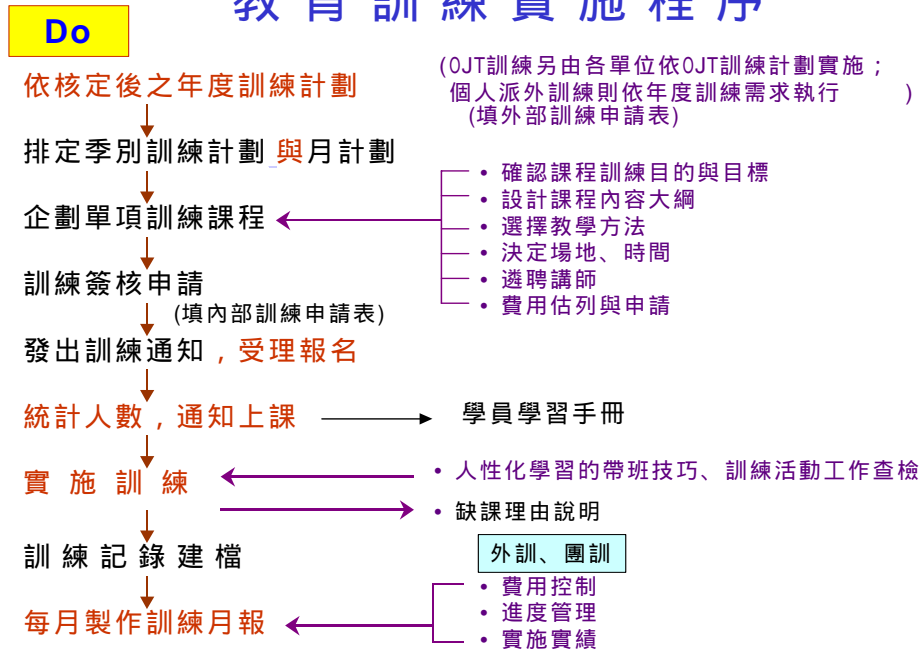 教育訓練實施程序
Do
(OJT訓練另由各單位依OJT訓練計劃實施；
個人派外訓練則依年度訓練需求執行 )
(填外部訓練申請表)
依核定後之年度訓練計劃
排定季別訓練計劃 與月計劃
企劃單項訓練課程
• 確認課程訓練目的與目標
• 設計課程內容大綱
• 選擇教學方法
• 決定場地、時間
• 遴聘講師
• 費用估列與申請
訓練簽核申請
(填內部訓練申請表)
發出訓練通知，受理報名
統計人數，通知上課
學員學習手冊
實施訓練
• 人性化學習的帶班技巧、訓練活動工作查檢
• 缺課理由說明
訓練記錄建檔
外訓、團訓
每月製作訓練月報
• 費用控制
• 進度管理
• 實施實績